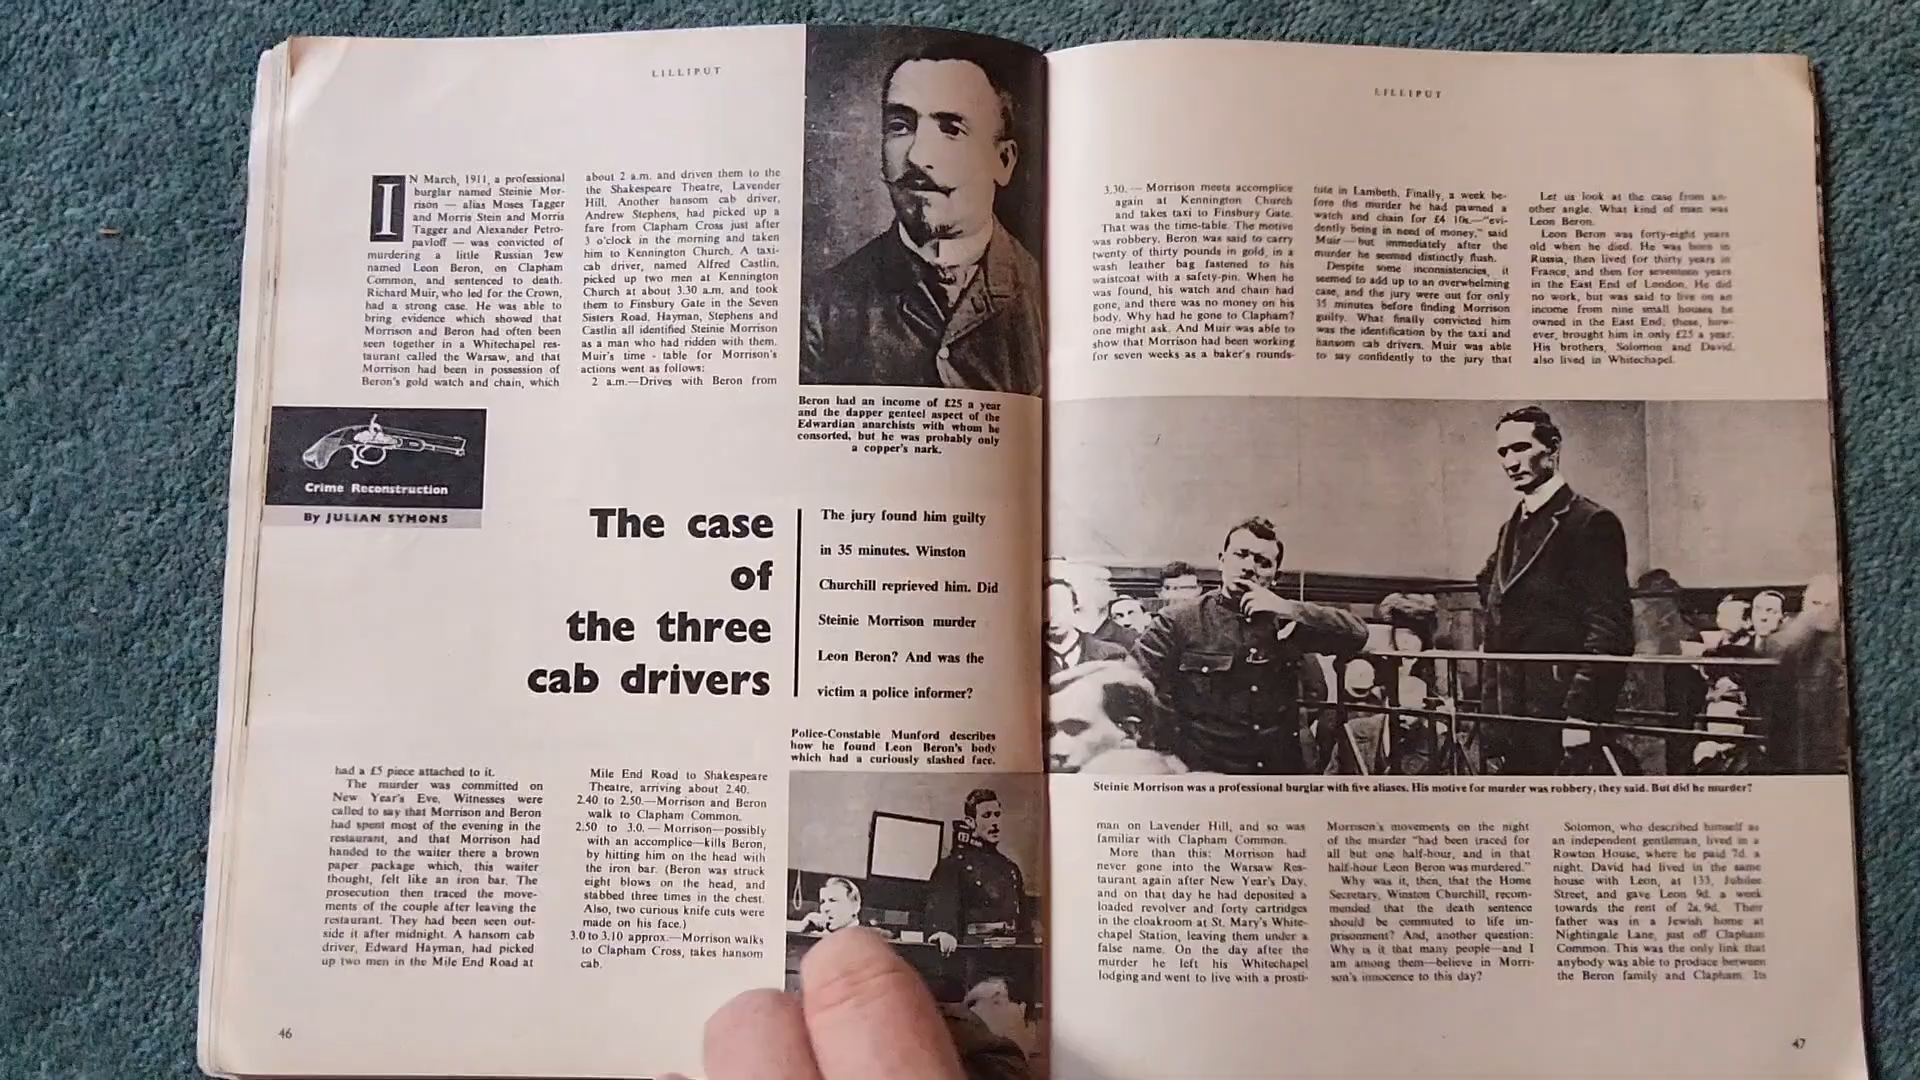 LILLIPUT
IN March, 1911, a professional
burglar named Steinie Mor-
rison — alias Moses Tagger
and Morris Stein and Morris
Tagger and Alexander Petro-
pavloff — was convicted of
murdering a little Russian Jew
named Leon Beron, on Clapham
Common, and sentenced to death.
Richard Muir, who led for the Crown,
had a strong case. He was able to
bring evidence which showed that
Morrison and Beron had often been
seen together in a Whitechapel res-
taurant called the Warsaw, and that
Morrison had been in possession of
Beron's gold watch and chain, which
about 2 a.m. and driven them to the
the Shakespeare Theatre, Lavender
Hill. Another hansom cab driver,
Andrew Stephens, had picked up a
fare from Clapham Cross just after
3 o'clock in the morning and taken
him to Kennington Church. A taxi-
cab driver, named Alfred Castlin,
picked up two men at Kennington
Church at about 3.30 a.m. and took
them to Finsbury Gate in the Seven
Sisters Road. Hayman, Stephens and
Castlin all identified Steinie Morrison
as a man who had ridden with them.
Muir's time - table for Morrison's
actions went as follows:
2 a.m.—Drives with Beron from
Beron had an income of £25 a year
and the dapper genteel aspect of the
Edwardian anarchists with whom he
consorted, but he was probably only
a copper's nark.
Crime Reconstruction
By JULIAN SYMONS
The case
of
the three
cab drivers
The jury found him guilty
in 35 minutes. Winston
Churchill reprieved him. Did
Steinie Morrison murder
Leon Beron? And was the
victim a police informer?
Police-Constable Munford describes
how he found Leon Beron's body
which had a curiously slashed face.
had a £5 piece attached to it.
The murder was committed on
New Year's Eve. Witnesses were
called to say that Morrison and Beron
had spent most of the evening in the
restaurant, and that Morrison had
handed to the waiter there a brown
paper package which, this waiter
thought, felt like an iron bar. The
prosecution then traced the move-
ments of the couple after leaving the
restaurant. They had been seen out-
side it after midnight. A hansom cab
driver, Edward Hayman, had picked
up two men in the Mile End Road at
Mile End Road to Shakespeare
Theatre, arriving about 2.40.
2.40 to 2.50.—Morrison and Beron
walk to Clapham Common.
2.50 to 3.0. — Morrison—possibly
with an accomplice—kills Beron,
by hitting him on the head with
the iron bar. (Beron was struck
eight blows on the head, and
stabbed three times in the chest.
Also, two curious knife cuts were
made on his face.)
3.0 to 3.10 approx.—Morrison walks
to Clapham Cross, takes hansom
cab.
46
LILLIPUT
3.30. — Morrison meets accomplice
again at Kennington Church
and takes taxi to Finsbury Gate.
That was the time-table. The motive
was robbery. Beron was said to carry
twenty of thirty pounds in gold, in a
wash leather bag fastened to his
waistcoat with a safety-pin. When he
was found, his watch and chain had
gone, and there was no money on his
body. Why had he gone to Clapham?
one might ask. And Muir was able to
show that Morrison had been working
for seven weeks as a baker's rounds-
tute in Lambeth. Finally, a week be-
fore the murder he had pawned a
watch and chain for £4 10s.—"evi-
dently being in need of money," said
Muir — but immediately after the
murder he seemed distinctly flush.
Despite some inconsistencies, it
seemed to add up to an overwhelming
case, and the jury were out for only
35 minutes before finding Morrison
guilty. What finally convicted him
was the identification by the taxi and
hansom cab drivers. Muir was able
to say confidently to the jury that
Let us look at the case from an-
other angle. What kind of man was
Leon Beron.
Leon Beron was forty-eight years
old when he died. He was born in
Russia, then lived for thirty years in
France, and then for seventeen years
in the East End of London. He did
no work, but was said to live on an
income from nine small houses he
owned in the East End, these, how-
ever, brought him in only £25 a year.
His brothers, Solomon and David,
also lived in Whitechapel.
Steinie Morrison was a professional burglar with five aliases. His motive for murder was robbery, they said. But did he murder?
man on Lavender Hill, and so was
familiar with Clapham Common.
More than this: Morrison had
never gone into the Warsaw Res-
taurant again after New Year's Day,
and on that day he had deposited a
loaded revolver and forty cartridges
in the cloakroom at St. Mary's White-
chapel Station, leaving them under a
false name. On the day after the
murder he left his Whitechapel
lodging and went to live with a prosti-
Morrison's movements on the night
of the murder "had been traced for
all but one half-hour, and in that
half-hour Leon Beron was murdered."
Why was it, then, that the Home
Secretary, Winston Churchill, recom-
mended that the death sentence
should be commuted to life im-
prisonment? And, another question:
Why is it that many people—and I
am among them—believe in Morri-
son's innocence to this day?
Solomon, who described himself as
an independent gentleman, lived in a
Rowton House, where he paid 7d. a
night. David had lived in the same
house with Leon, at 133, Jubilee
Street, and gave Leon 9d. a week
towards the rent of 2s. 9d. Their
father was in a Jewish home at
Nightingale Lane, just off Clapham
Common. This was the only link that
anybody was able to produce between
the Beron family and Clapham. Its
47